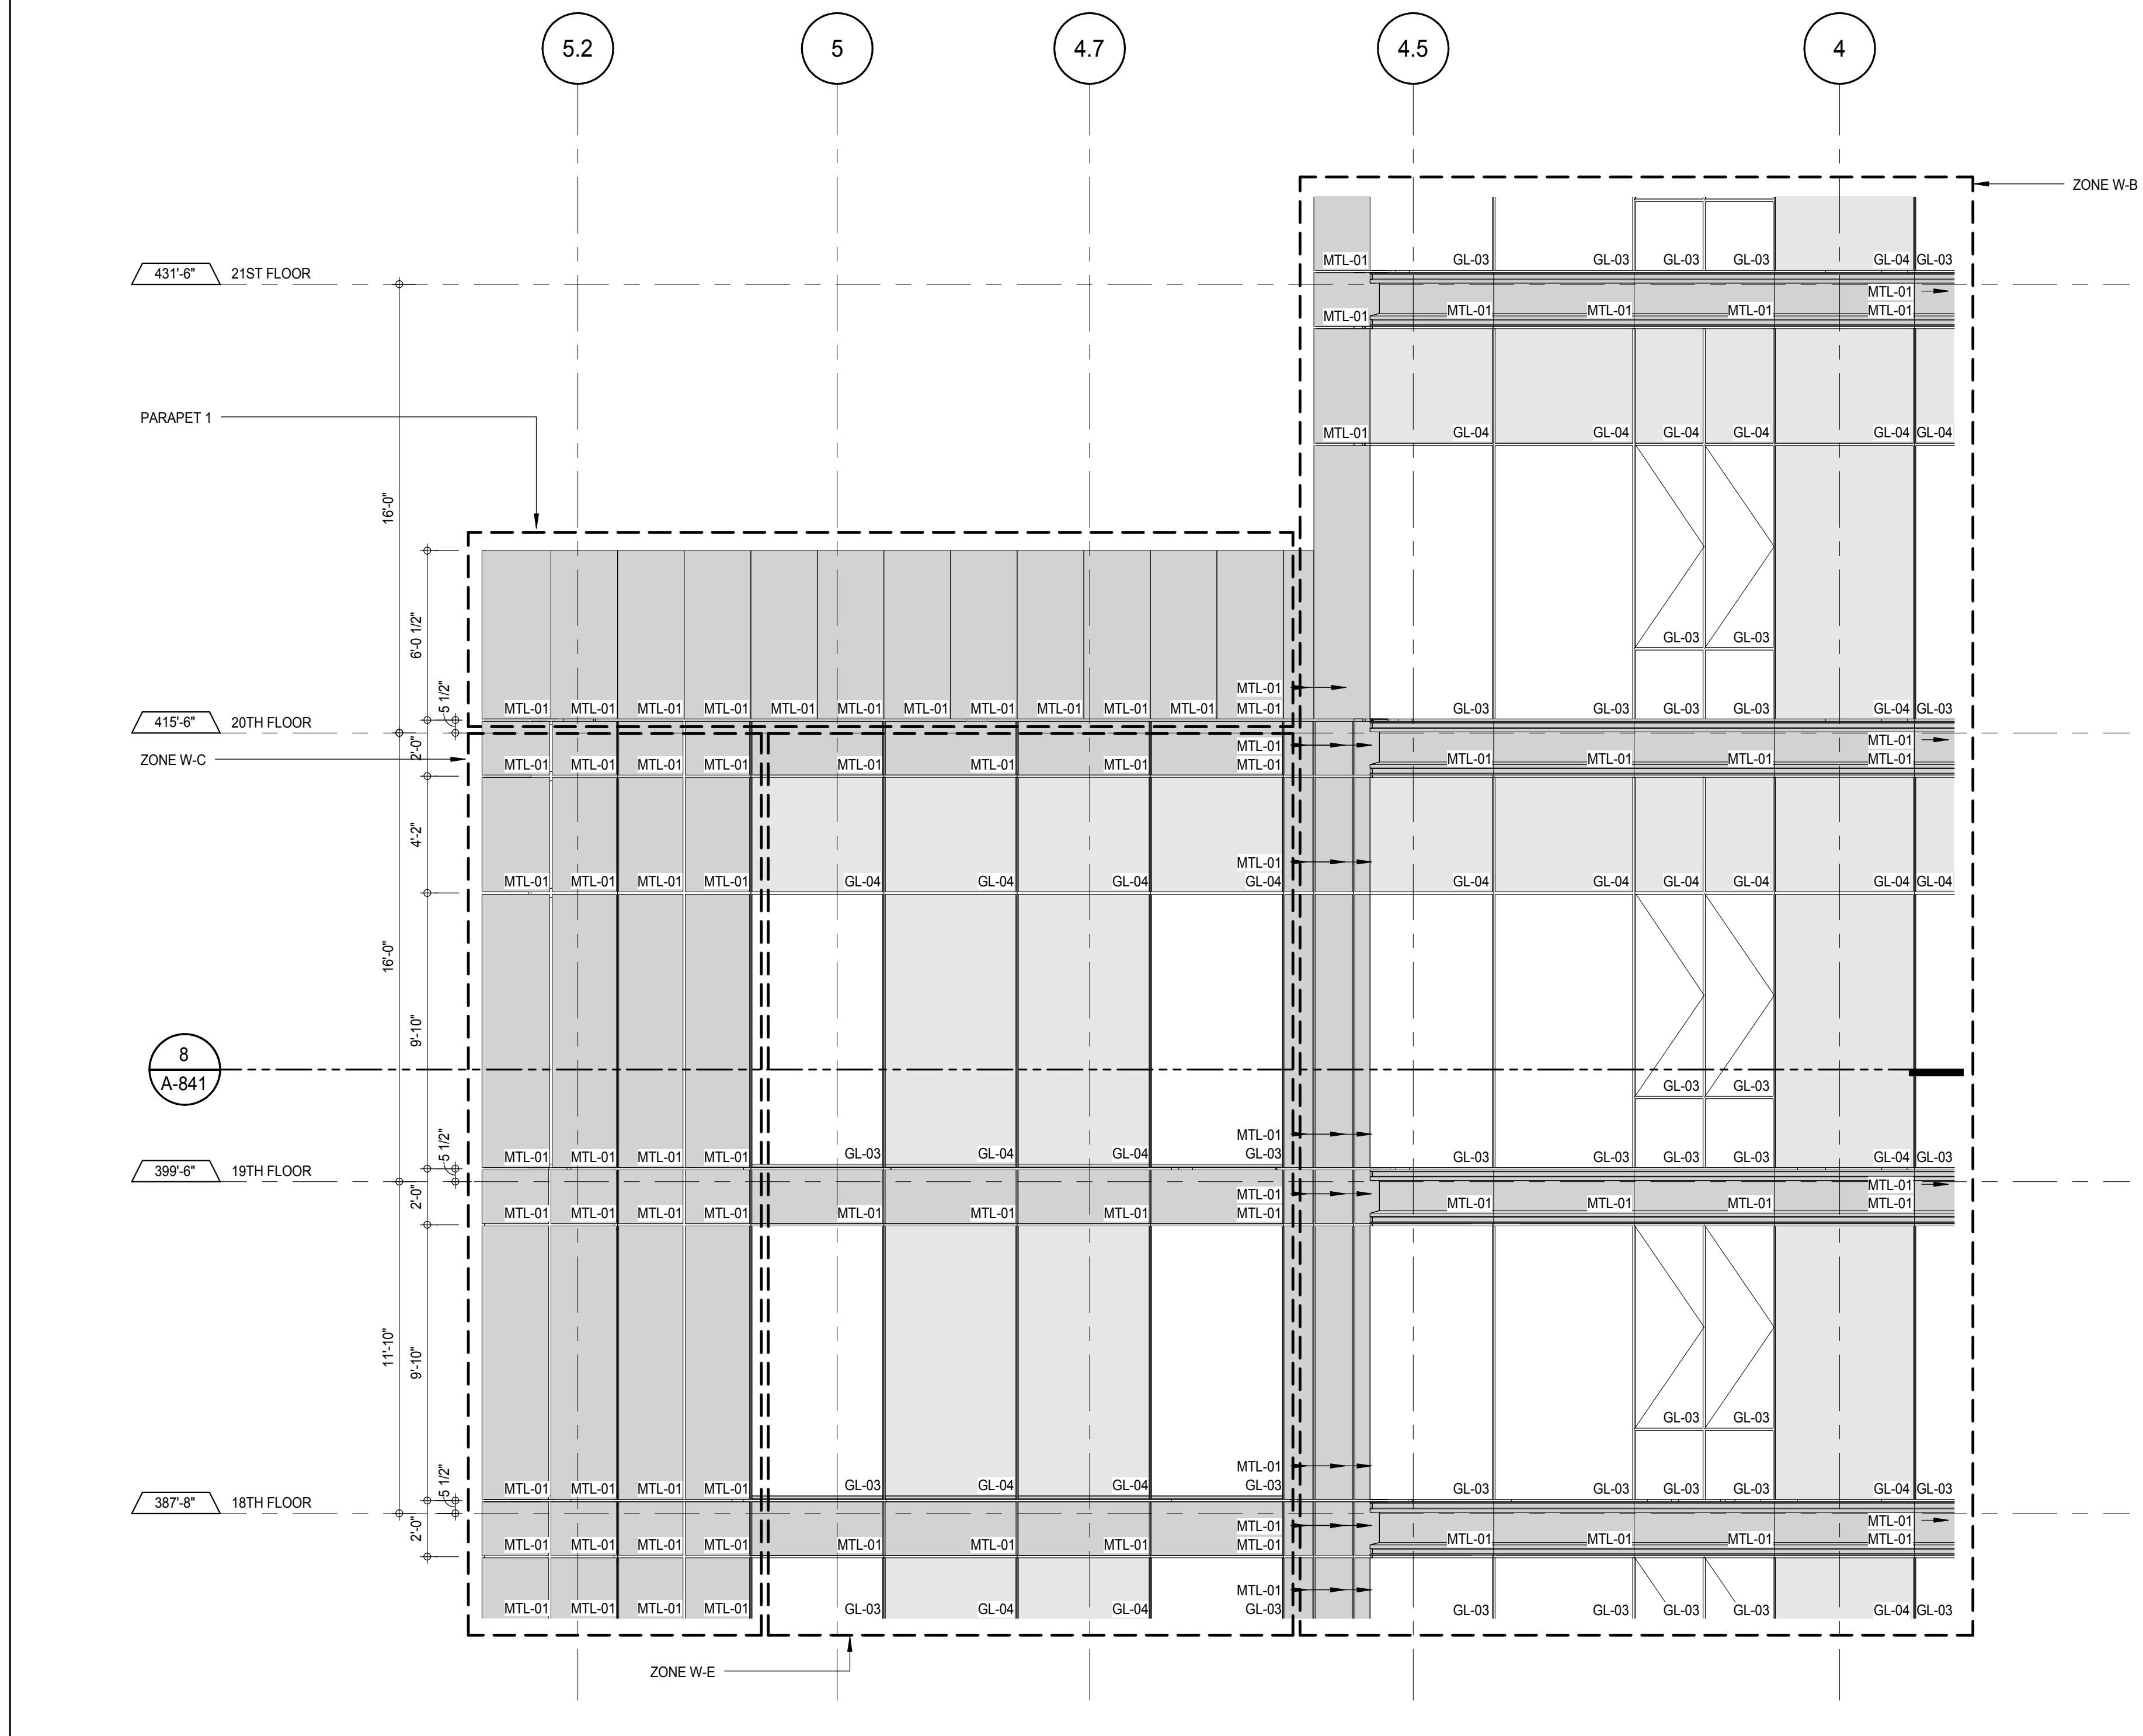 5.2 5 4.7 4.5 4
ZONE W-B
MTL-01 GL-03 GL-03 GL-03 GL-03 GL-04 GL-03
431'-6" 21ST FLOOR
MTL-01
MTL-01 MTL-01 MTL-01 MTL-01 MTL-01
PARAPET 1
MTL-01 GL-04 GL-04 GL-04 GL-04 GL-04 GL-04
16'-0"
6'-0 1/2"
GL-03 GL-03
MTL-01
5 1/2"
MTL-01 MTL-01 MTL-01 MTL-01 MTL-01 MTL-01 MTL-01 MTL-01 MTL-01 MTL-01 MTL-01 GL-03 GL-03 GL-03 GL-03 GL-04 GL-03
415'-6" 20TH FLOOR
MTL-01 MTL-01
2'-0"
ZONE W-C
MTL-01 MTL-01 MTL-01 MTL-01 MTL-01 MTL-01 MTL-01 MTL-01 MTL-01 MTL-01 MTL-01 MTL-01
4'-2"
MTL-01
MTL-01 MTL-01 MTL-01 MTL-01 GL-04 GL-04 GL-04 GL-04 GL-04 GL-04 GL-04 GL-04 GL-04 GL-04
16'-0"
9'-10"
8
A-841
GL-03 GL-03
MTL-01
5 1/2"
MTL-01 MTL-01 MTL-01 MTL-01 GL-03 GL-04 GL-04 GL-03 GL-03 GL-03 GL-03 GL-03 GL-04 GL-03
399'-6" 19TH FLOOR
MTL-01 MTL-01
2'-0"
MTL-01 MTL-01 MTL-01 MTL-01 MTL-01 MTL-01 MTL-01 MTL-01 MTL-01 MTL-01 MTL-01 MTL-01
11'-10"
9'-10"
GL-03 GL-03
MTL-01
5 1/2"
MTL-01 MTL-01 MTL-01 MTL-01 GL-03 GL-04 GL-04 GL-03 GL-03 GL-03 GL-03 GL-03 GL-04 GL-03
387'-8" 18TH FLOOR
MTL-01 MTL-01
2'-0"
MTL-01 MTL-01 MTL-01 MTL-01 MTL-01 MTL-01 MTL-01 MTL-01 MTL-01 MTL-01 MTL-01 MTL-01
MTL-01
MTL-01 MTL-01 MTL-01 MTL-01 GL-03 GL-04 GL-04 GL-03 GL-03 GL-03 GL-03 GL-03 GL-04 GL-03
ZONE W-E